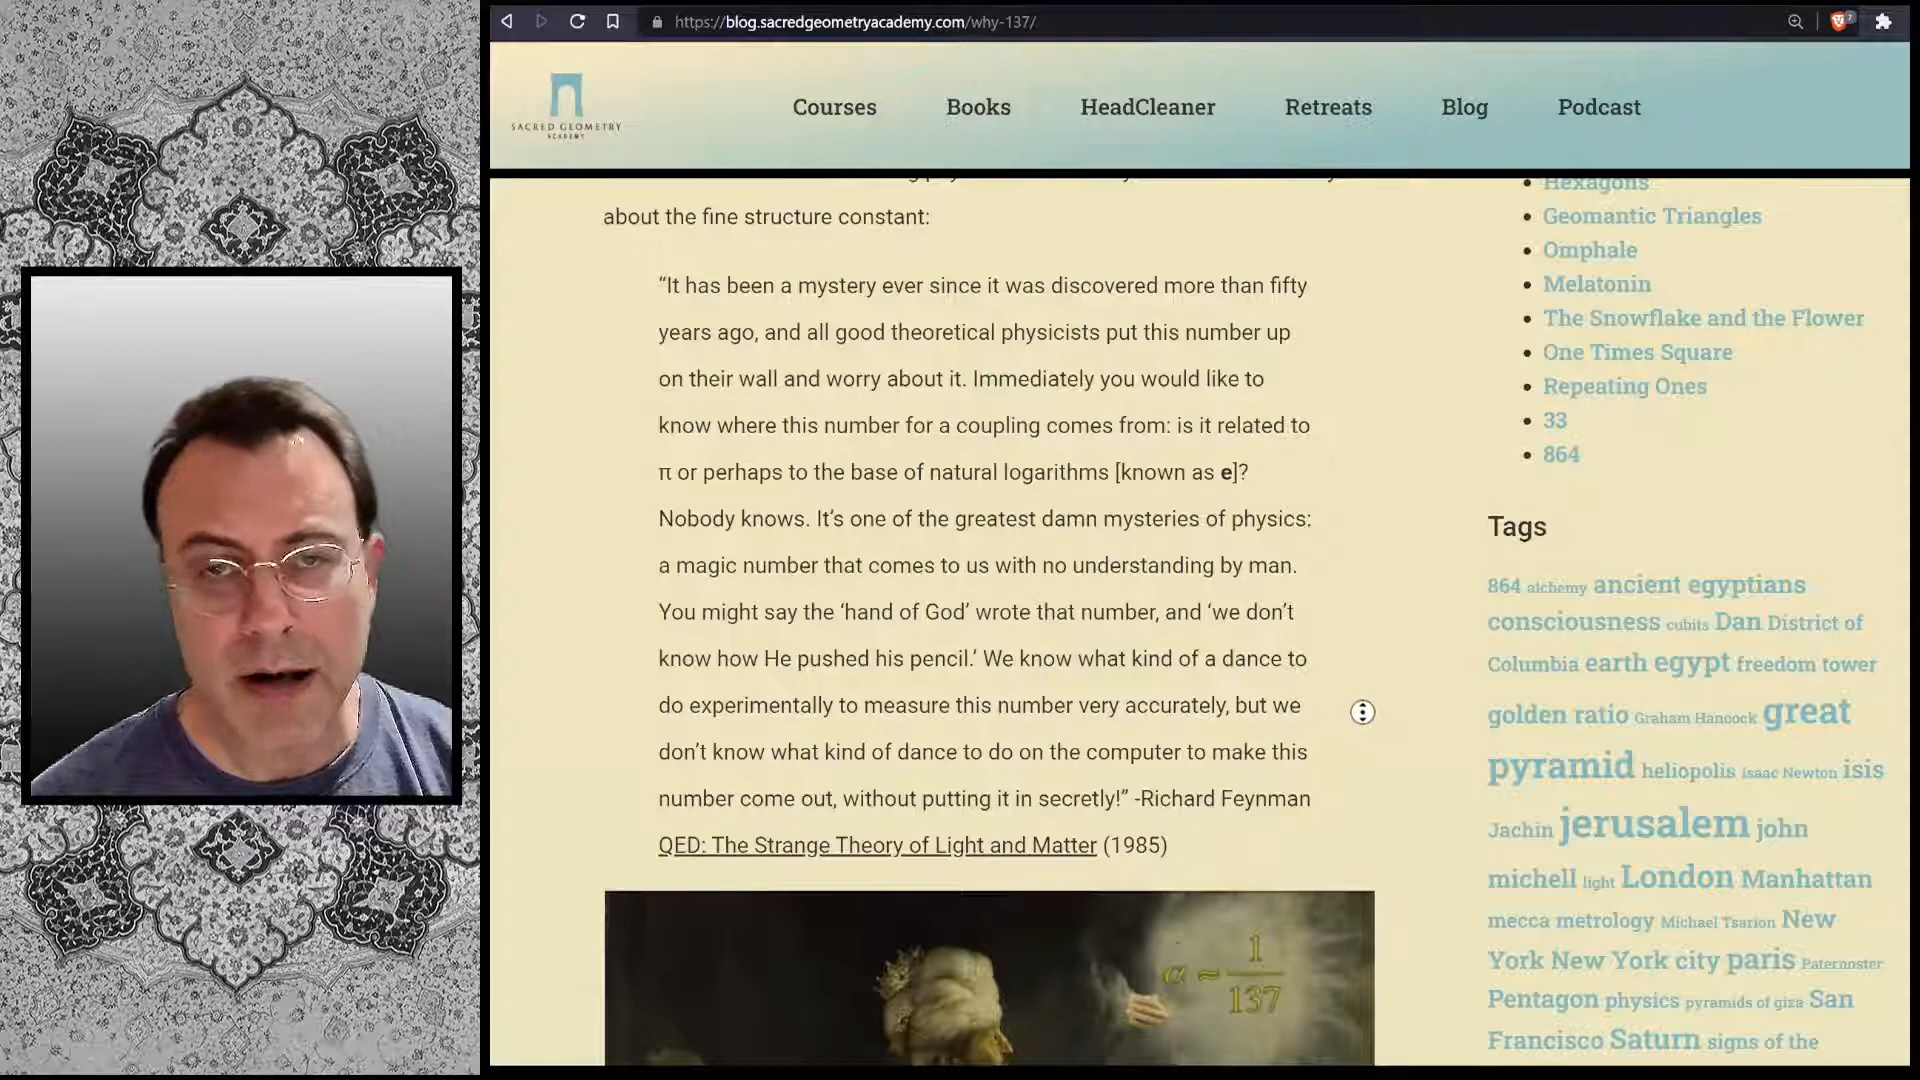 https://blog.sacredgeometryacademy.com/why-137/
7
SACRED GEOMETRY
ACADEMY
Courses
Books
HeadCleaner
Retreats
Blog
Podcast
about the fine structure constant:
“It has been a mystery ever since it was discovered more than fifty
years ago, and all good theoretical physicists put this number up
on their wall and worry about it. Immediately you would like to
know where this number for a coupling comes from: is it related to
π or perhaps to the base of natural logarithms [known as e]?
Nobody knows. It’s one of the greatest damn mysteries of physics:
a magic number that comes to us with no understanding by man.
You might say the ‘hand of God’ wrote that number, and ‘we don’t
know how He pushed his pencil.’ We know what kind of a dance to
do experimentally to measure this number very accurately, but we
don’t know what kind of dance to do on the computer to make this
number come out, without putting it in secretly!” -Richard Feynman
QED: The Strange Theory of Light and Matter (1985)
α ≈ 1
137
Hexagons
Geomantic Triangles
Omphale
Melatonin
The Snowflake and the Flower
One Times Square
Repeating Ones
33
864
Tags
864 alchemy ancient egyptians
consciousness cubits Dan District of
Columbia earth egypt freedom tower
golden ratio Graham Hancock great
pyramid heliopolis Isaac Newton isis
Jachin jerusalem john
michell light London Manhattan
mecca metrology Michael Tsarion New
York New York city paris Paternoster
Pentagon physics pyramids of giza San
Francisco Saturn signs of the